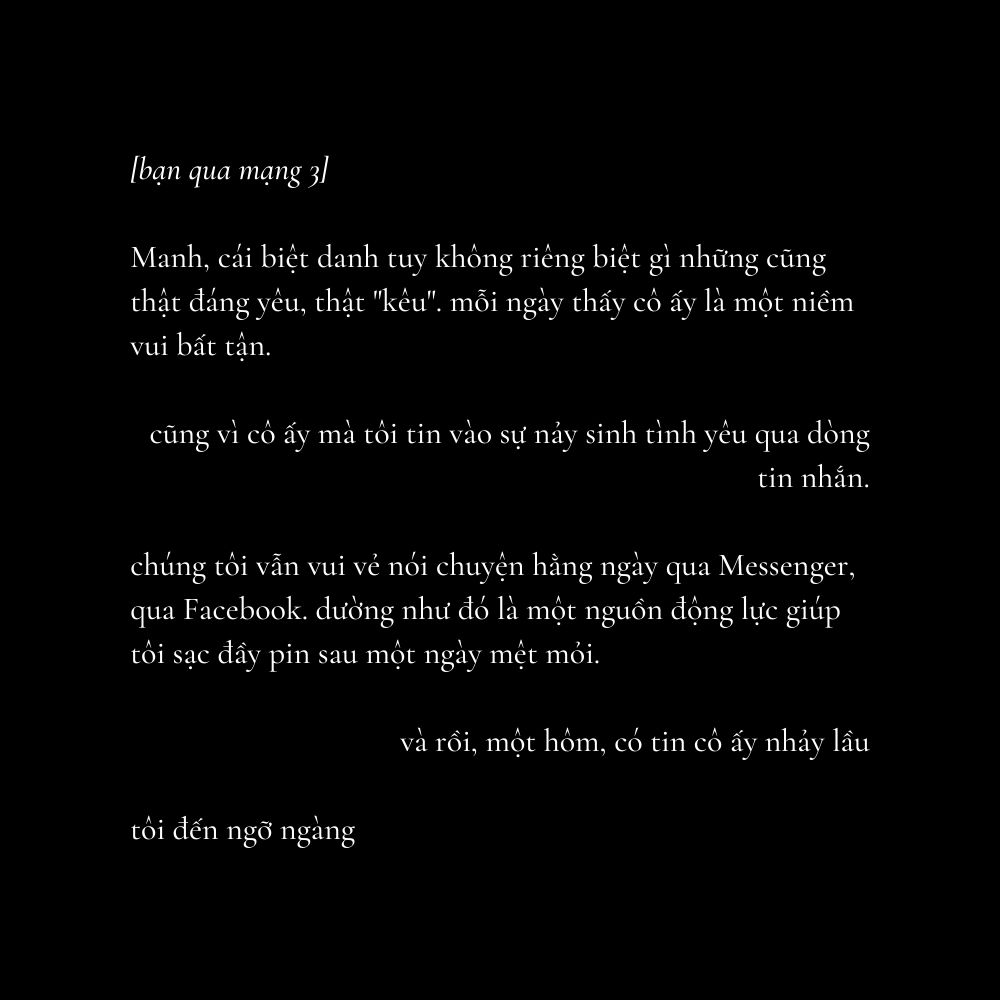 [bạn qua mạng 3]
Manh, cái biệt danh tuy không riêng biệt gì những cũng
thật đáng yêu, thật "kêu". mỗi ngày thấy cô ấy là một niềm
vui bất tận.
cũng vì cô ấy mà tôi tin vào sự nảy sinh tình yêu qua dòng
tin nhắn.
chúng tôi vẫn vui vẻ nói chuyện hằng ngày qua Messenger,
qua Facebook. dường như đó là một nguồn động lực giúp
tôi sạc đầy pin sau một ngày mệt mỏi.
và rồi, một hôm, có tin cô ấy nhảy lầu
tôi đến ngỡ ngàng